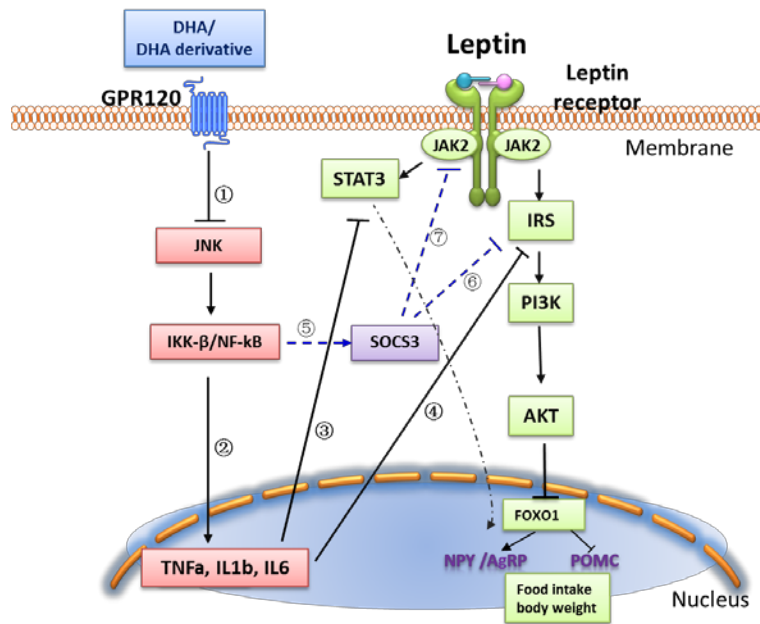 DHA/
DHA derivative
Leptin
GPR120
Leptin
receptor
JAK2
JAK2
Membrane
STAT3
①
IRS
JNK
⑦
⑥
PI3K
IKK-β/NF-kB
⑤
SOCS3
④
③
AKT
②
FOXO1
NPY /AgRP
POMC
TNFa, IL1b, IL6
Food intake
body weight
Nucleus